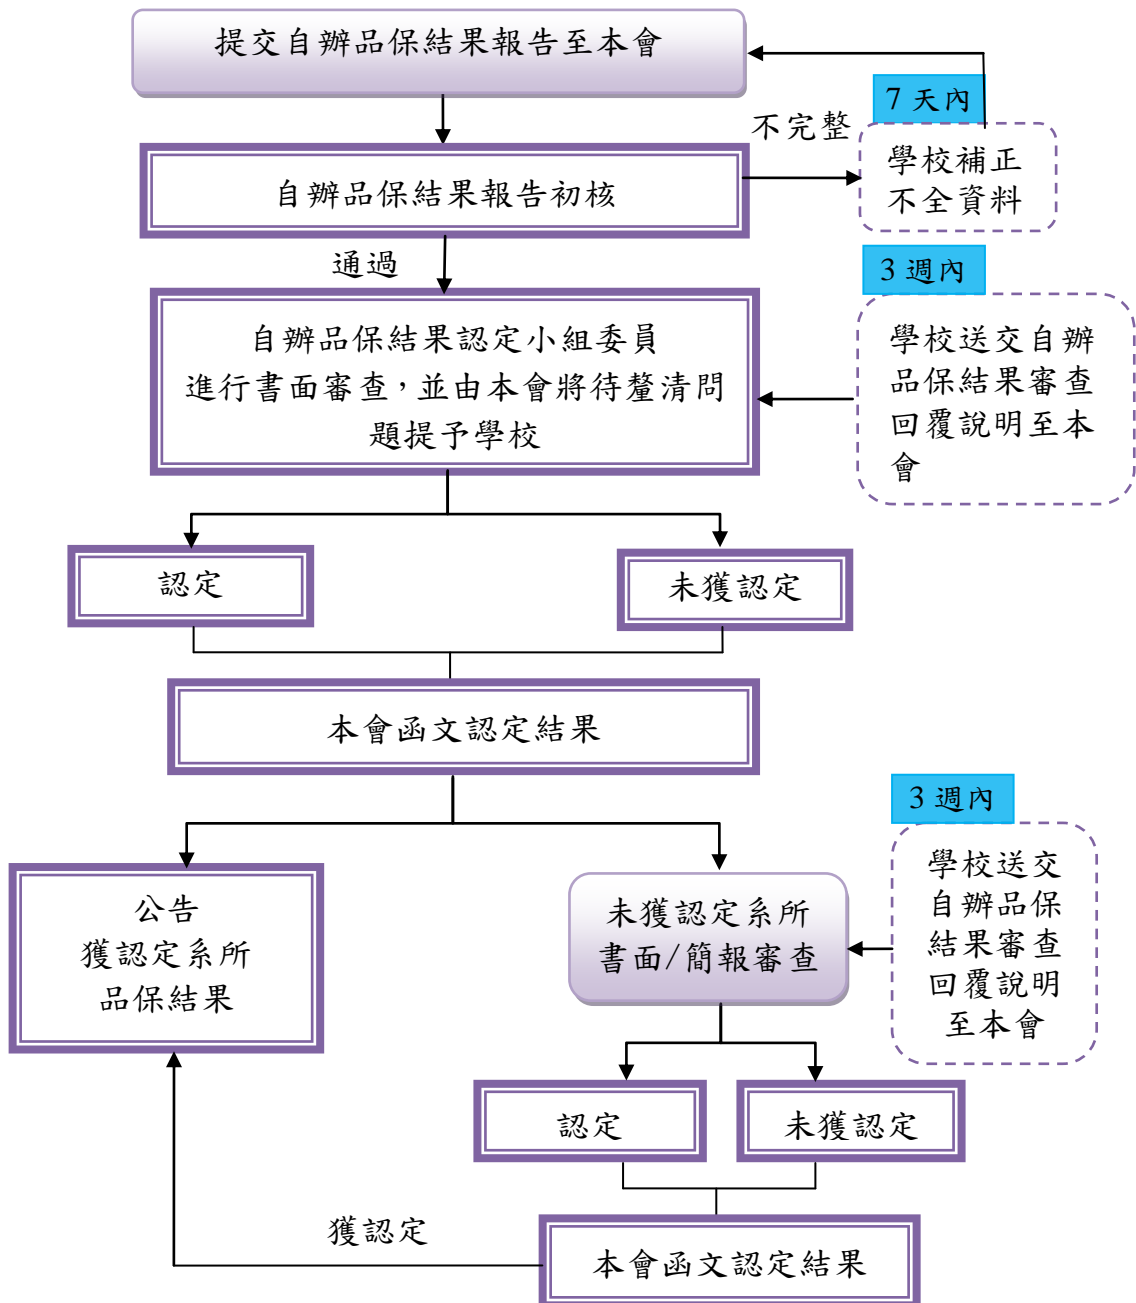 提交自辦品保結果報告至本會
7 天內
不完整
學校補正
不全資料
自辦品保結果報告初核
通過
3 週內
自辦品保結果認定小組委員
進行書面審查，並由本會將待釐清問
題提予學校
學校送交自辦
品保結果審查
回覆說明至本
會
認定
未獲認定
本會函文認定結果
3 週內
公告
獲認定系所
品保結果
未獲認定系所
書面/簡報審查
學校送交
自辦品保
結果審查
回覆說明
至本會
認定
未獲認定
獲認定
本會函文認定結果